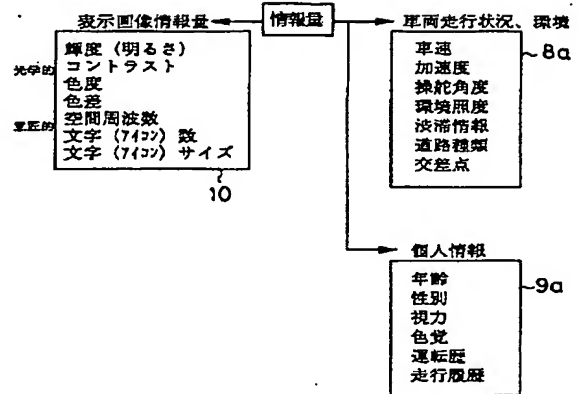 表示画像情報量
情報量
車両走行状況、環境
輝度 (明るさ)
光学的
コントラスト
色度
色差
空間周波数
意匠的
文字 (アイコン) 数
文字 (アイコン) サイズ
10
車速
加速度
操舵角度
環境照度
渋滞情報
道路種類
交差点
8a
個人情報
年齢
性別
視力
色覚
運転歴
走行履歴
9a